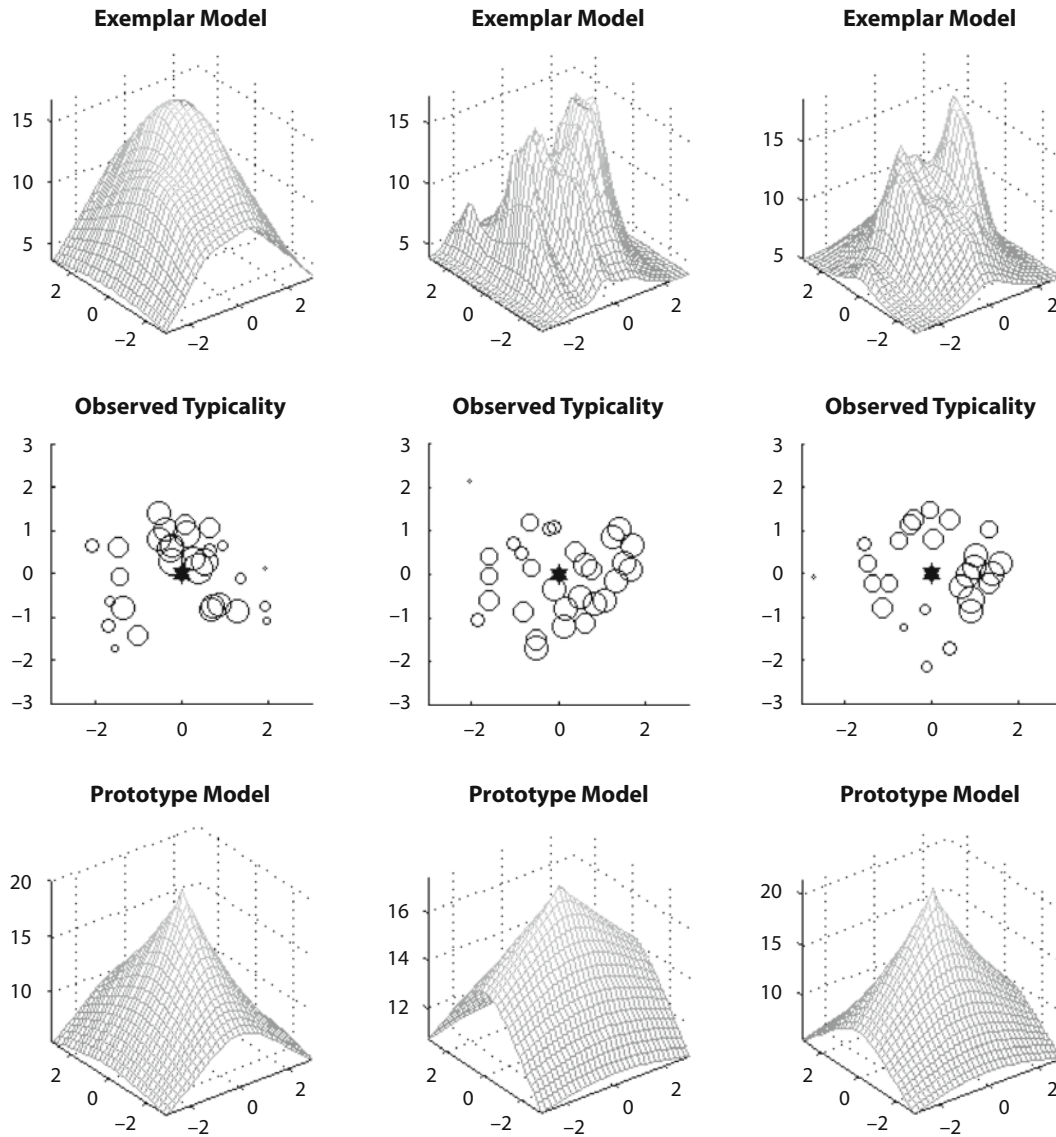 Exemplar Model Exemplar Model Exemplar Model
15 15 15
10 10 10
5 5 5
2 0 −2 −2 0 2 2 0 −2 −2 0 2 2 0 −2 −2 0 2
Observed Typicality Observed Typicality Observed Typicality
3 3 3
2 2 2
1 1 1
0 0 0
−1 −1 −1
−2 −2 −2
−3 −3 −3
−2 0 2 −2 0 2 −2 0 2
Prototype Model Prototype Model Prototype Model
20 16 20
15 14 15
10 12 10
2 0 −2 −2 0 2 2 0 −2 −2 0 2 2 0 −2 −2 0 2